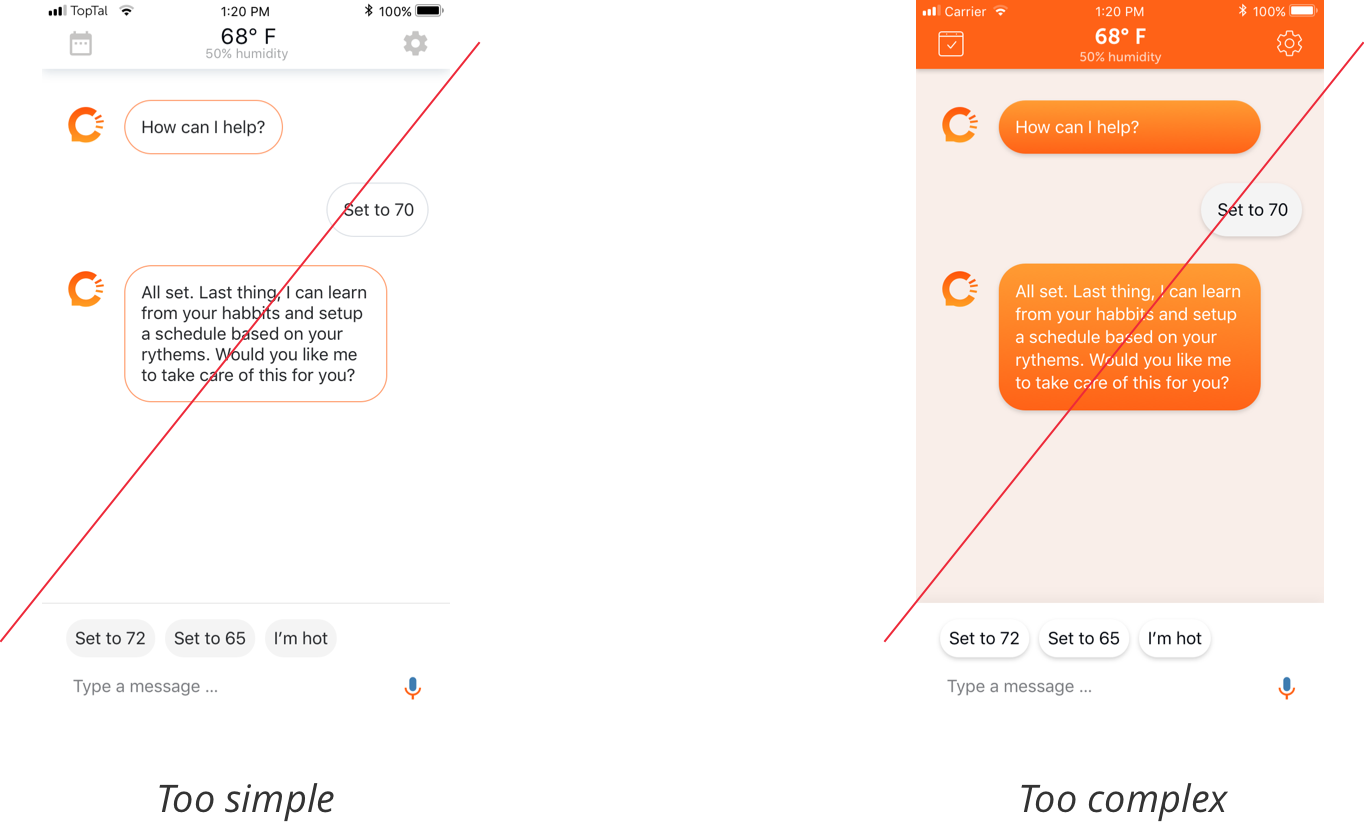 TopTal 1:20 PM 100%
68° F
50% humidity
How can I help?
Set to 70
All set. Last thing, I can learn
from your habbits and setup
a schedule based on your
rythems. Would you like me
to take care of this for you?
Set to 72 Set to 65 I’m hot
Type a message ...
Too simple
Carrier 1:20 PM 100%
68° F
50% humidity
How can I help?
Set to 70
All set. Last thing, I can learn
from your habbits and setup
a schedule based on your
rythems. Would you like me
to take care of this for you?
Set to 72 Set to 65 I’m hot
Type a message ...
Too complex